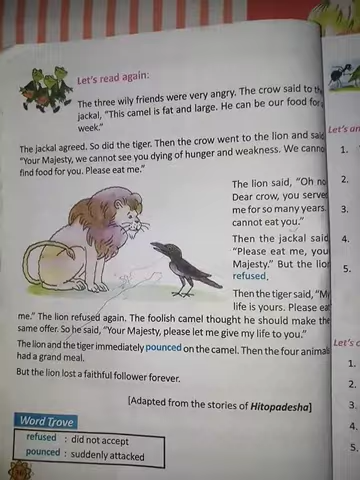 Let's read again:
The three wily friends were very angry. The crow said to the
jackal, "This camel is fat and large. He can be our food for
week."
The jackal agreed. So did the tiger. Then the crow went to the lion and said
"Your Majesty, we cannot see you dying of hunger and weakness. We canno
find food for you. Please eat me."
The lion said, "Oh no
Dear crow, you serve
me for so many years.
cannot eat you."
Then the jackal said
"Please eat me, you
Majesty." But the lion
refused.
Then the tiger said, "My
life is yours. Please eat
me." The lion refused again. The foolish camel thought he should make the
same offer. So he said, "Your Majesty, please let me give my life to you."
The lion and the tiger immediately pounced on the camel. Then the four animal
had a grand meal.
But the lion lost a faithful follower forever.
[Adapted from the stories of Hitopadesha]
Word Trove
refused : did not accept
pounced : suddenly attacked
Let's an
1.
2.
3.
4.
5.
Let's c
1.
2.
3.
4.
5.